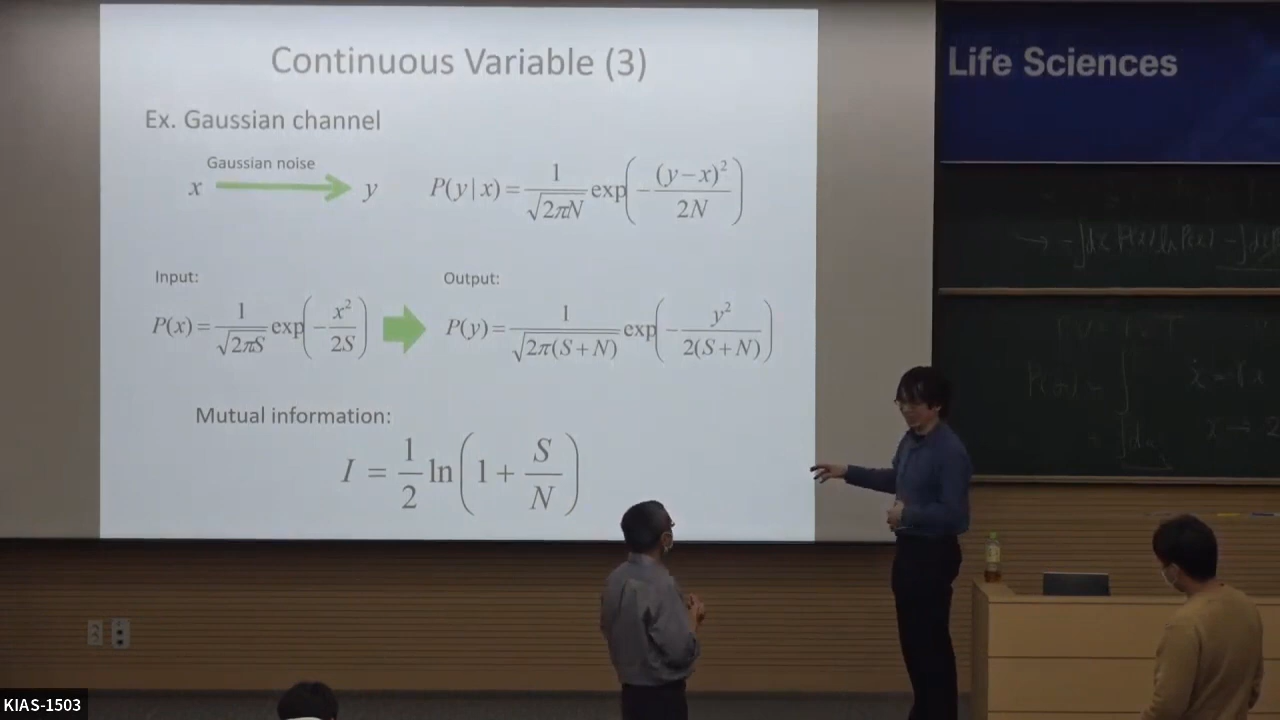 Continuous Variable (3)
Life Sciences
Ex. Gaussian channel
Gaussian noise
x → y
P(y|x) = 1/√(2πN) exp(−(y−x)²/2N)
Input:
Output:
P(x) = 1/√(2πS) exp(−x²/2S)
P(y) = 1/√(2π(S+N)) exp(−y²/2(S+N))
Mutual information:
I = 1/2 ln(1 + S/N)
KIAS-1503